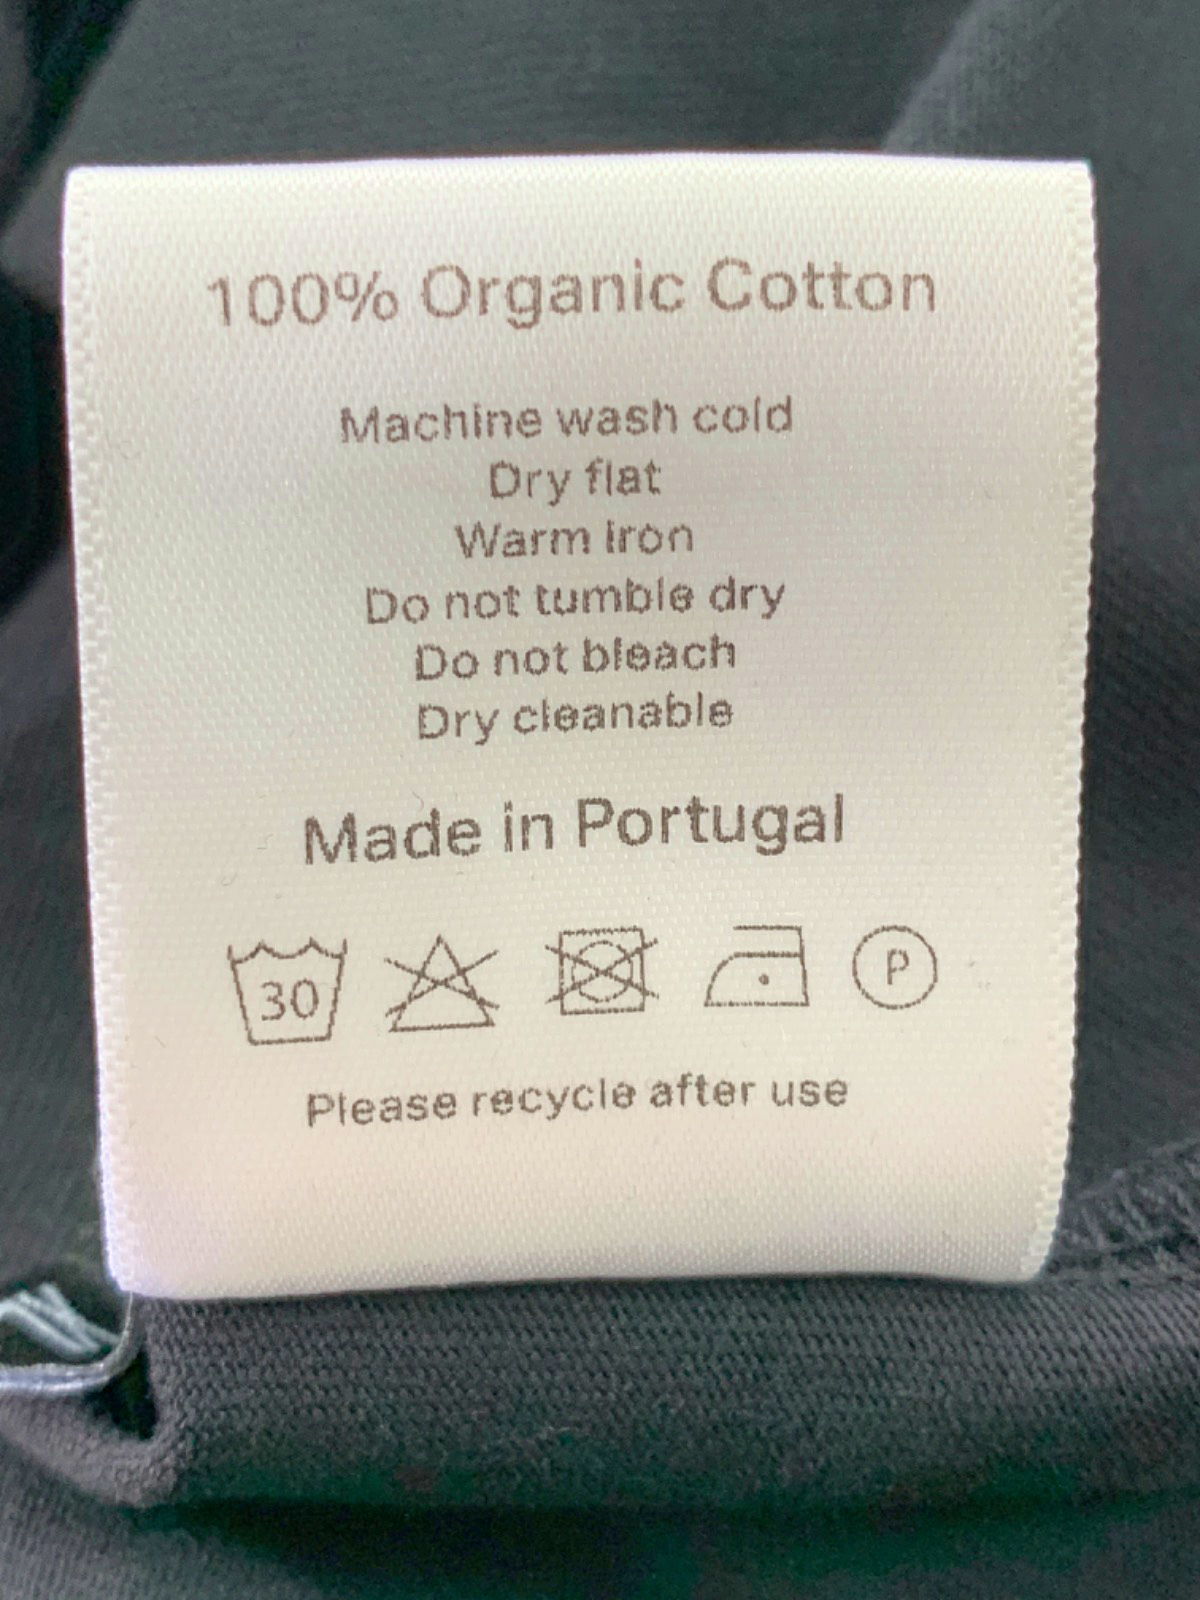 100% Organic Cotton
Machine wash cold
Dry flat
Warm iron
Do not tumble dry
Do not bleach
Dry cleanable
Made in Portugal
30 P
Please recycle after use